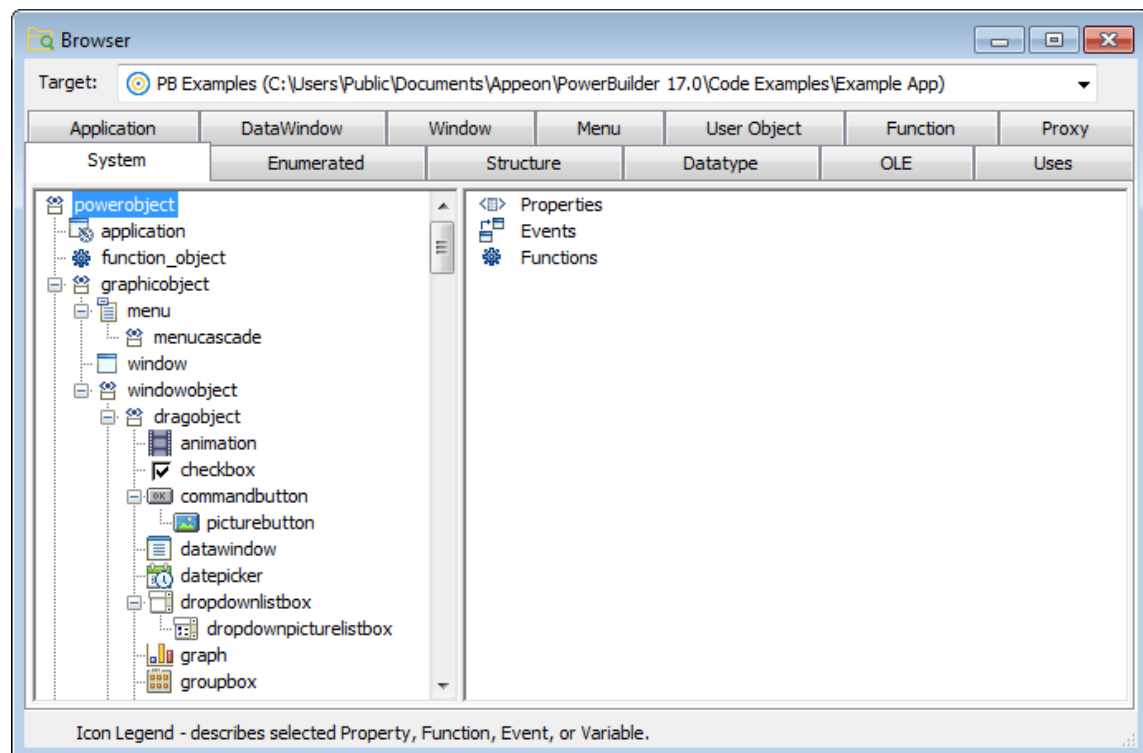 Browser
Target: PB Examples (C:\Users\Public\Documents\Appeon\PowerBuilder 17.0\Code Examples\Example App)
Application DataWindow Window Menu User Object Function Proxy
System Enumerated Structure Datatype OLE Uses
powerobject
application
function_object
graphicobject
menu
menucascade
window
windowobject
dragobject
animation
checkbox
OK commandbutton
picturebutton
datawindow
datepicker
dropdownlistbox
dropdownpicturelistbox
graph
groupbox
Properties
Events
Functions
Icon Legend - describes selected Property, Function, Event, or Variable.